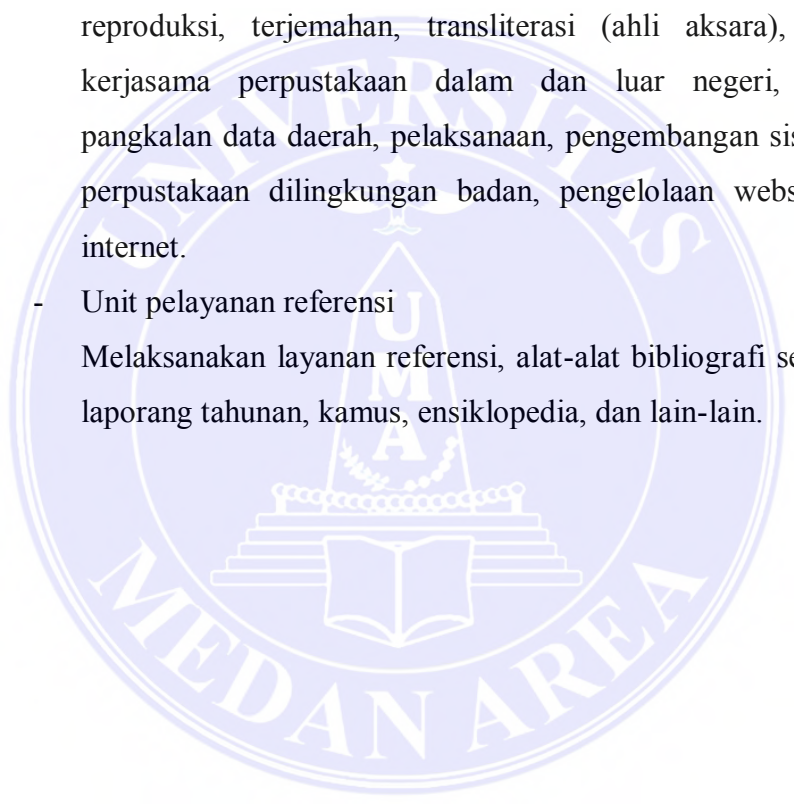 reproduksi, terjemahan, transliterasi (ahli aksara),
kerjasama perpustakaan dalam dan luar negeri,
pangkalan data daerah, pelaksanaan, pengembangan
perpustakaan dilingkungan badan, pengelolaan
internet.
- Unit pelayanan referensi
Melaksanakan layanan referensi, alat-alat bibliografi
laporang tahunan, kamus, ensiklopedia, dan lain-lain.
UNIVERSITAS
UMA
MEDAN AREA